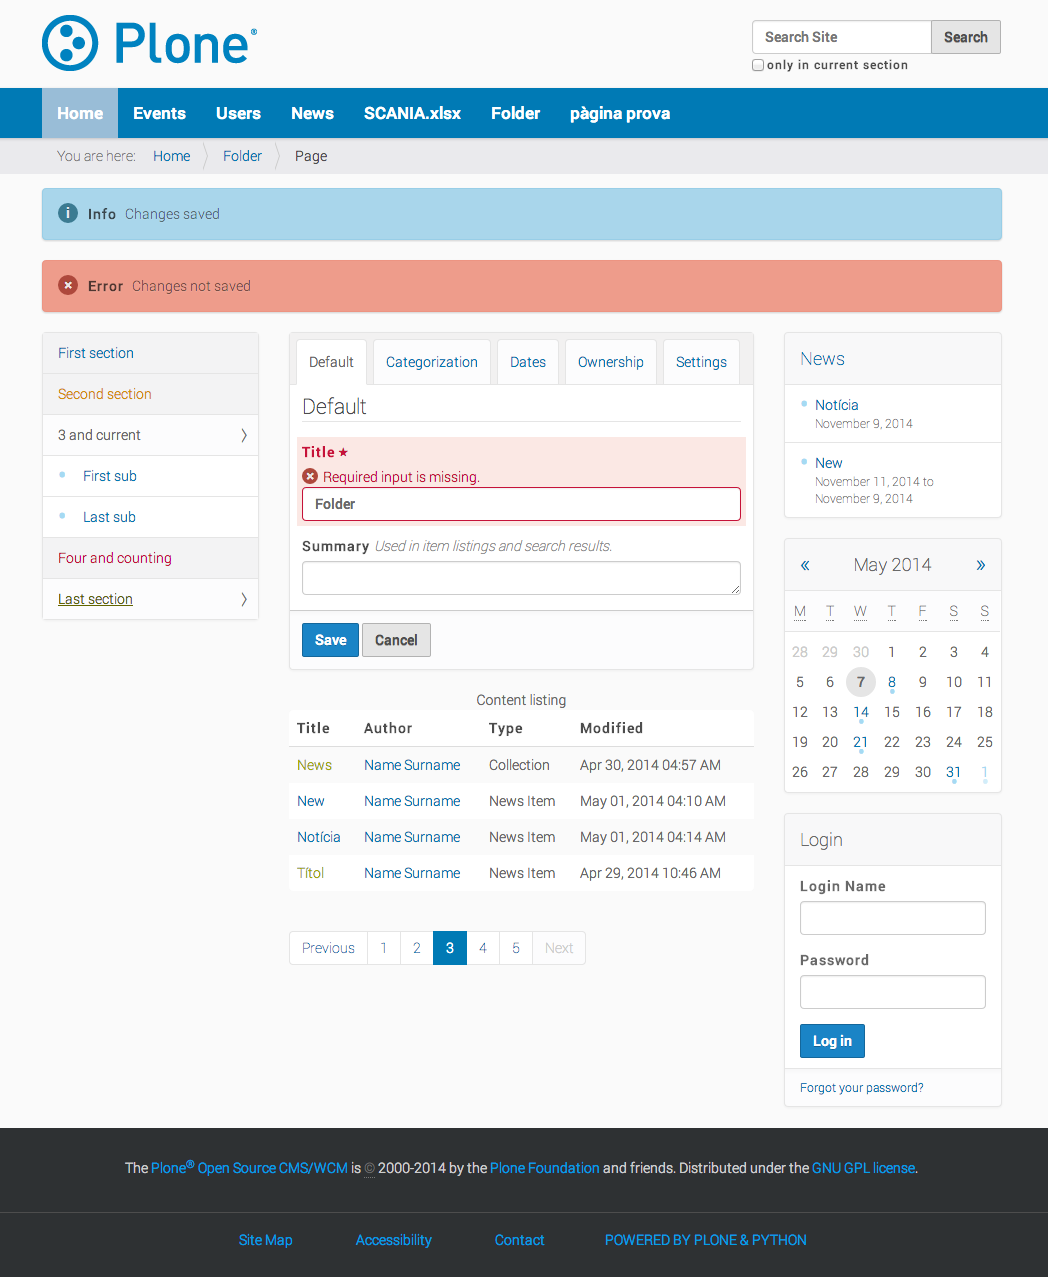 Plone®
Search Site
Search
only in current section
Home Events Users News SCANIA.xlsx Folder pàgina prova
You are here: Home Folder Page
Info Changes saved
Error Changes not saved
First section
Second section
3 and current
First sub
Last sub
Four and counting
Last section
Default Categorization Dates Ownership Settings
Default
Title ★
Required input is missing.
Folder
Summary Used in item listings and search results.
Save Cancel
Content listing
Title Author Type Modified
News Name Surname Collection Apr 30, 2014 04:57 AM
New Name Surname News Item May 01, 2014 04:10 AM
Notícia Name Surname News Item May 01, 2014 04:14 AM
Títol Name Surname News Item Apr 29, 2014 10:46 AM
Previous 1 2 3 4 5 Next
News
Notícia
November 9, 2014
New
November 11, 2014 to
November 9, 2014
« May 2014 »
M T W T F S S
28 29 30 1 2 3 4
5 6 7 8 9 10 11
12 13 14 15 16 17 18
19 20 21 22 23 24 25
26 27 28 29 30 31 1
Login
Login Name
Password
Log in
Forgot your password?
The Plone® Open Source CMS/WCM is © 2000-2014 by the Plone Foundation and friends. Distributed under the GNU GPL license.
Site Map Accessibility Contact POWERED BY PLONE & PYTHON